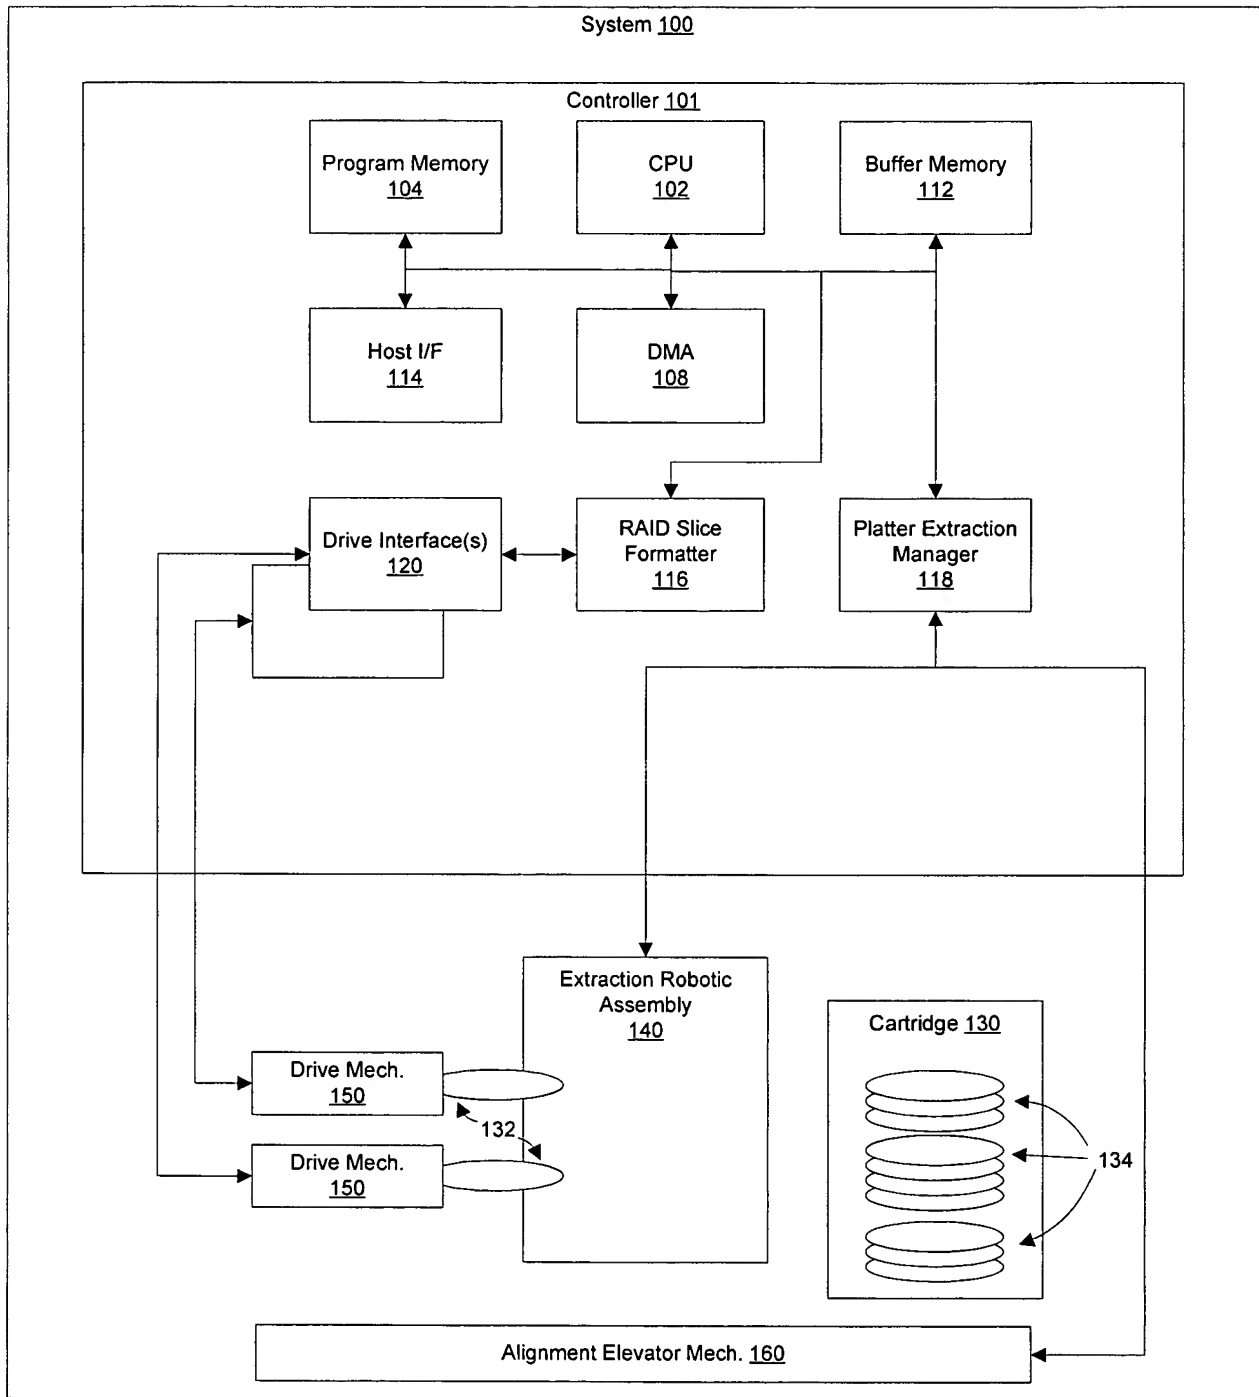 System 100
Controller 101
Program Memory
104
CPU
102
Buffer Memory
112
Host I/F
114
DMA
108
Drive Interface(s)
120
RAID Slice
Formatter
116
Platter Extraction
Manager
118
Extraction Robotic
Assembly
140
Cartridge 130
Drive Mech.
150
132
Drive Mech.
150
134
Alignment Elevator Mech. 160